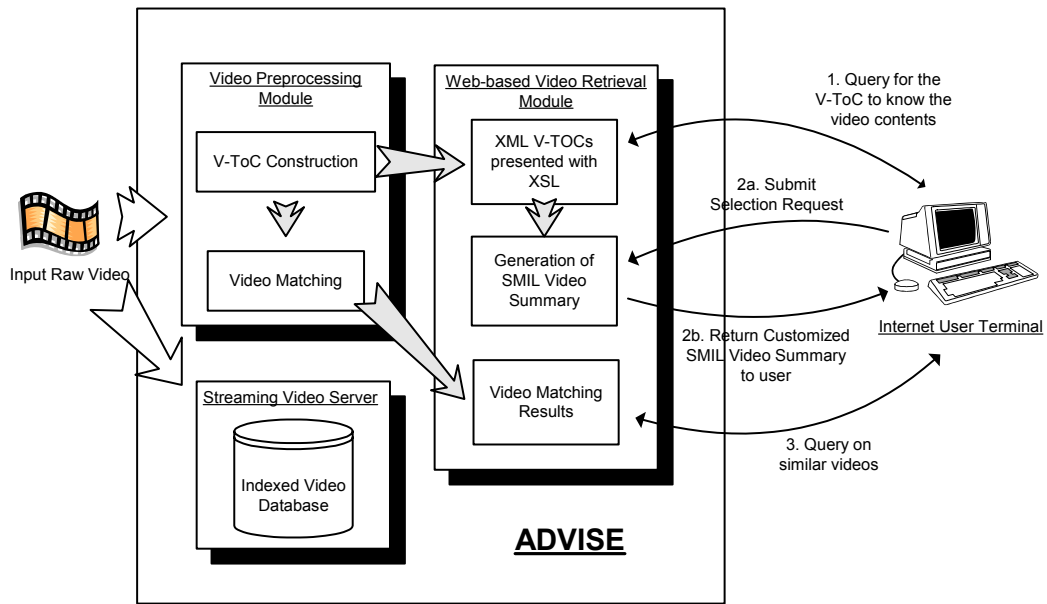 Video Preprocessing
Module
V-ToC Construction
Video Matching
Input Raw Video
Streaming Video Server
Indexed Video
Database
Web-based Video Retrieval
Module
XML V-TOCs
presented with
XSL
Generation of
SMIL Video
Summary
Video Matching
Results
ADVISE
1. Query for the
V-ToC to know the
video contents
2a. Submit
Selection Request
Internet User Terminal
2b. Return Customized
SMIL Video Summary
to user
3. Query on
similar videos